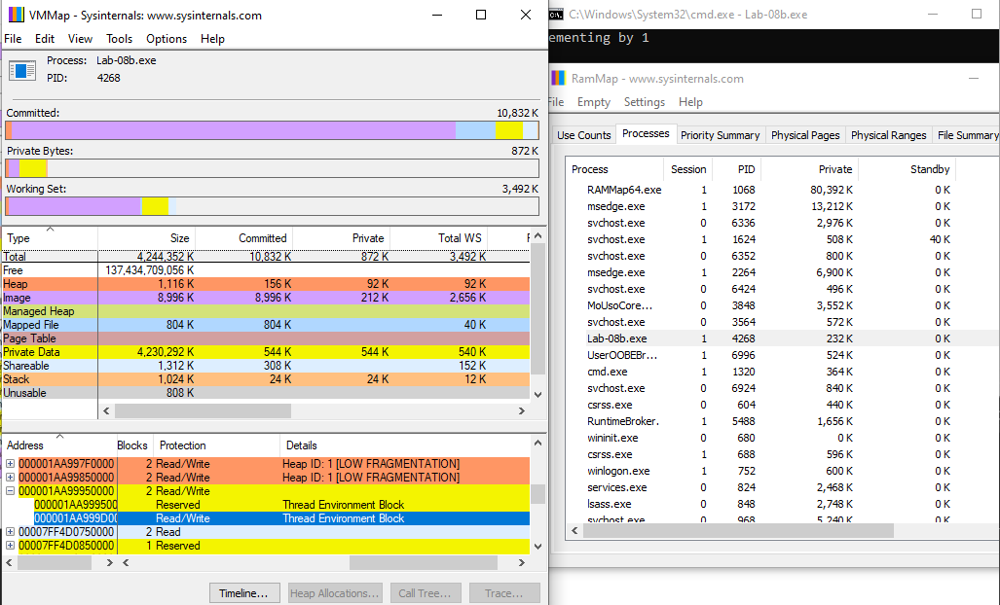 VMMap - Sysinternals: www.sysinternals.com
File Edit View Tools Options Help
Process: Lab-08b.exe
PID: 4268
Committed: 10,832 K
Private Bytes: 872 K
Working Set: 3,492 K
Type Size Committed Private Total WS
Total 4,244,352 K 10,832 K 872 K 3,492 K
Free 137,434,709,056 K
Heap 1,116 K 156 K 92 K 92 K
Image 8,996 K 8,996 K 212 K 2,656 K
Managed Heap
Mapped File 804 K 804 K 40 K
Page Table
Private Data 4,230,292 K 544 K 544 K 540 K
Shareable 1,312 K 308 K 152 K
Stack 1,024 K 24 K 24 K 12 K
Unusable 808 K
Address Blocks Protection Details
000001AA997F0000 2 Read/Write Heap ID: 1 [LOW FRAGMENTATION]
000001AA99850000 2 Read/Write Heap ID: 1 [LOW FRAGMENTATION]
000001AA99950000 2 Read/Write
000001AA999500 Reserved Thread Environment Block
000001AA999D00 Read/Write Thread Environment Block
00007FF4D0750000 2 Read
00007FF4D0850000 1 Reserved
Timeline... Heap Allocations... Call Tree... Trace...
C:\Windows\System32\cmd.exe - Lab-08b.exe
ementing by 1
RamMap - www.sysinternals.com
File Empty Settings Help
Use Counts Processes Priority Summary Physical Pages Physical Ranges File Summary
Process Session PID Private Standby
RAMMap64.exe 1 1068 80,392 K 0 K
msedge.exe 1 3172 13,212 K 0 K
svchost.exe 0 6336 2,976 K 0 K
svchost.exe 1 1624 508 K 40 K
svchost.exe 0 6352 800 K 0 K
msedge.exe 1 2264 6,900 K 0 K
svchost.exe 0 6424 496 K 0 K
MoUsoCore... 0 3848 3,552 K 0 K
svchost.exe 0 3564 572 K 0 K
Lab-08b.exe 1 4268 232 K 0 K
UserOOBEBr... 1 6996 524 K 0 K
cmd.exe 1 1320 364 K 0 K
svchost.exe 0 6924 840 K 0 K
csrss.exe 0 604 440 K 0 K
RuntimeBroker. 1 5488 1,656 K 0 K
wininit.exe 0 680 0 K 0 K
csrss.exe 1 688 596 K 0 K
winlogon.exe 1 752 600 K 0 K
services.exe 0 824 2,468 K 0 K
lsass.exe 0 848 2,748 K 0 K
svchost.exe 0 968 5,240 K 0 K